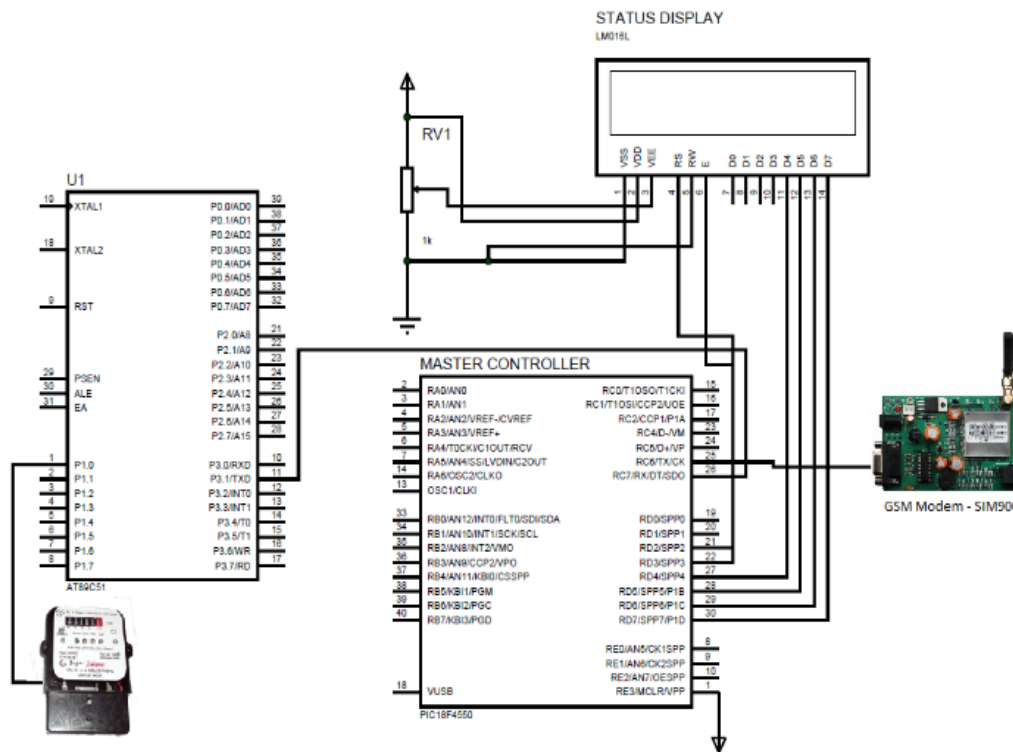 STATUS DISPLAY
LM016L
VSS
VDD
VEE
RS
RW
E
D0
D1
D2
D3
D4
D5
D6
D7
1
2
3
4
5
6
7
8
9
10
11
12
13
14
RV1
1k
U1
19 XTAL1 P0.0/AD0 39
P0.1/AD1 38
P0.2/AD2 37
18 XTAL2 P0.3/AD3 36
P0.4/AD4 35
P0.5/AD5 34
P0.6/AD6 33
9 RST P0.7/AD7 32
P2.0/A8 21
P2.1/A9 22
P2.2/A10 23
29 PSEN P2.3/A11 24
30 ALE P2.4/A12 25
31 EA P2.5/A13 26
P2.6/A14 27
P2.7/A15 28
1 P1.0 P3.0/RXD 10
2 P1.1 P3.1/TXD 11
3 P1.2 P3.2/INT0 12
4 P1.3 P3.3/INT1 13
5 P1.4 P3.4/T0 14
6 P1.5 P3.5/T1 15
7 P1.6 P3.6/WR 16
8 P1.7 P3.7/RD 17
AT89C51
MASTER CONTROLLER
2 RA0/AN0 RC0/T1OSO/T1CKI 15
3 RA1/AN1 RC1/T1OSI/CCP2/UOE 16
4 RA2/AN2/VREF-/CVREF RC2/CCP1/P1A 17
5 RA3/AN3/VREF+ RC4/D-/VM 23
6 RA4/T0CKI/C1OUT/RCV RC5/D+/VP 24
7 RA5/AN4/SS/LVDIN/C2OUT RC6/TX/CK 25
14 RA6/OSC2/CLKO RC7/RX/DT/SDO 26
13 OSC1/CLKI
33 RB0/AN12/INT0/FLT0/SDI/SDA RD0/SPP0 19
34 RB1/AN10/INT1/SCK/SCL RD1/SPP1 20
35 RB2/AN8/INT2/VMO RD2/SPP2 21
36 RB3/AN9/CCP2/VPO RD3/SPP3 22
37 RB4/AN11/KBI0/CSSPP RD4/SPP4 27
38 RB5/KBI1/PGM RD5/SPP5/P1B 28
39 RB6/KBI2/PGC RD6/SPP6/P1C 29
40 RB7/KBI3/PGD RD7/SPP7/P1D 30
RE0/AN5/CK1SPP 8
RE1/AN6/CK2SPP 9
RE2/AN7/OESPP 10
18 VUSB RE3/MCLR/VPP 1
PIC18F4550
GSM Modem - SIM900